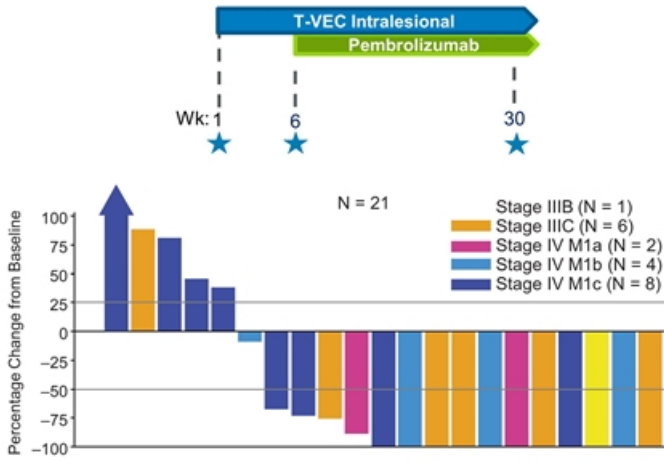 T-VEC Intralesional
Pembrolizumab
Wk: 1 6 30
N = 21
Stage IIIB (N = 1)
Stage IIIC (N = 6)
Stage IV M1a (N = 2)
Stage IV M1b (N = 4)
Stage IV M1c (N = 8)
Percentage Change from Baseline
100
75
50
25
0
–25
–50
–75
–100